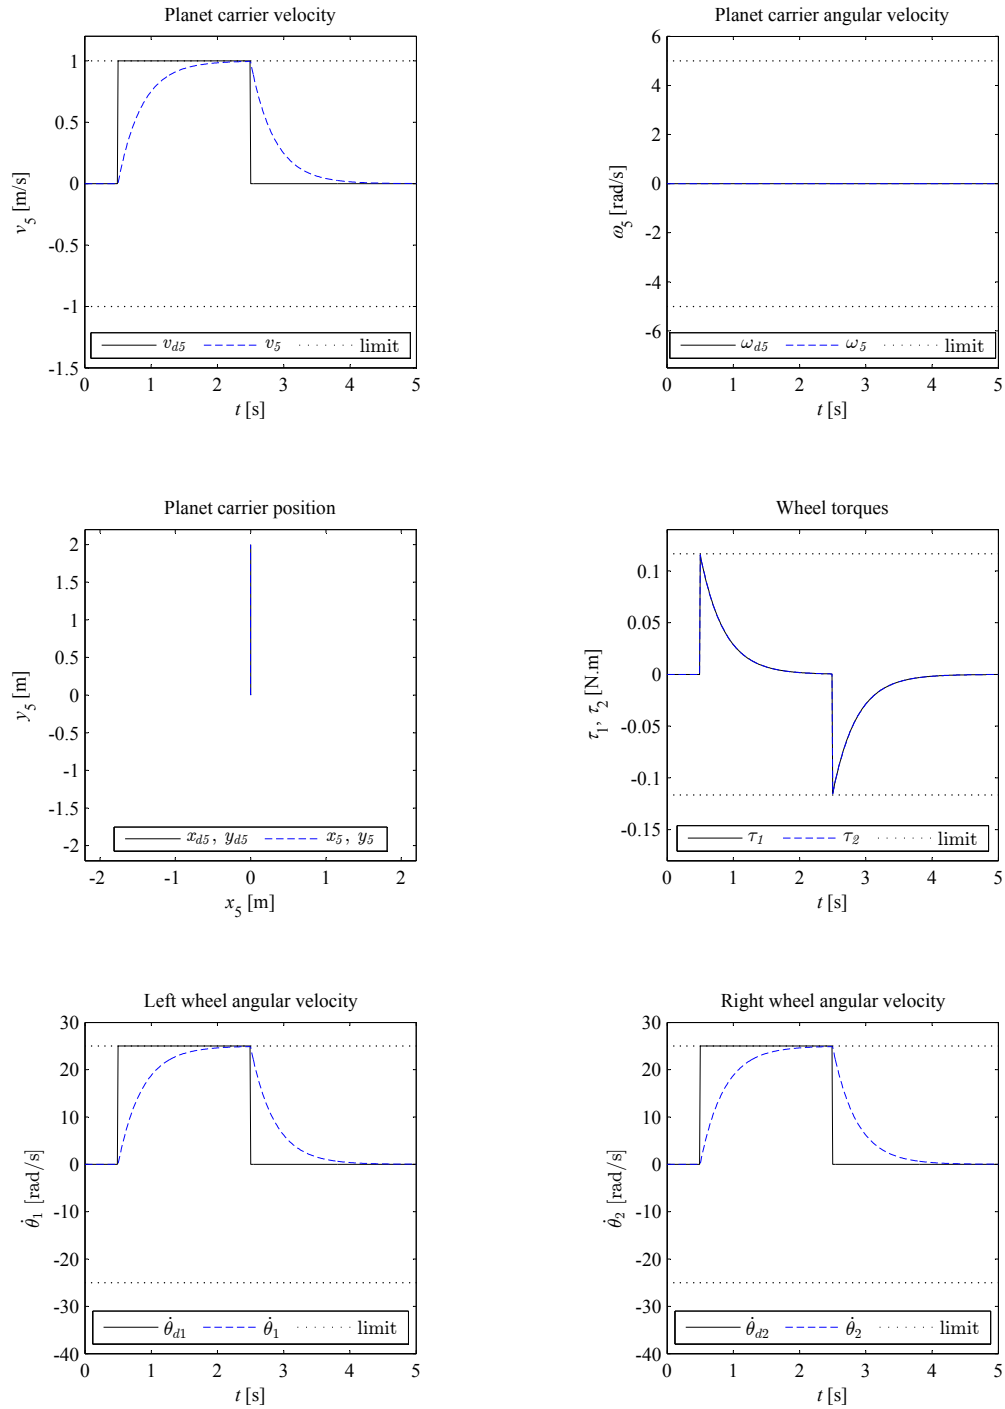 Planet carrier velocity
1
0.5
0
-0.5
-1
-1.5
v5 [m/s]
vd5 v5 limit
0 1 2 3 4 5
t [s]
Planet carrier angular velocity
6
4
2
0
-2
-4
-6
ω5 [rad/s]
ωd5 ω5 limit
0 1 2 3 4 5
t [s]
Planet carrier position
2
1.5
1
0.5
0
-0.5
-1
-1.5
-2
y5 [m]
xd5, yd5 x5, y5
-2 -1 0 1 2
x5 [m]
Wheel torques
0.1
0.05
0
-0.05
-0.1
-0.15
τ1, τ2 [N.m]
τ1 τ2 limit
0 1 2 3 4 5
t [s]
Left wheel angular velocity
30
20
10
0
-10
-20
-30
-40
θ̇1 [rad/s]
θ̇d1 θ̇1 limit
0 1 2 3 4 5
t [s]
Right wheel angular velocity
30
20
10
0
-10
-20
-30
-40
θ̇2 [rad/s]
θ̇d2 θ̇2 limit
0 1 2 3 4 5
t [s]